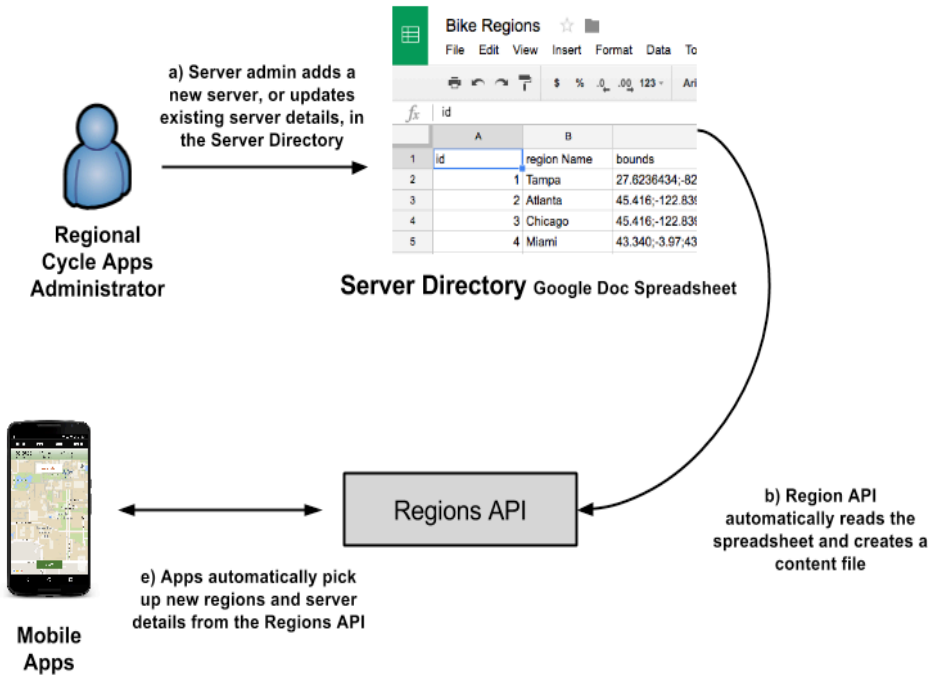 Bike Regions
File Edit View Insert Format Data To
$ % .0 .00 123 Ari
fx id
A B
1 id region Name bounds
2 1 Tampa 27.6236434;-82
3 2 Atlanta 45.416;-122.839
4 3 Chicago 45.416;-122.839
5 4 Miami 43.340;-3.97;43
a) Server admin adds a
new server, or updates
existing server details, in
the Server Directory
Regional
Cycle Apps
Administrator
Server Directory Google Doc Spreadsheet
Regions API
b) Region API
automatically reads the
spreadsheet and creates a
content file
e) Apps automatically pick
up new regions and server
details from the Regions API
Mobile
Apps